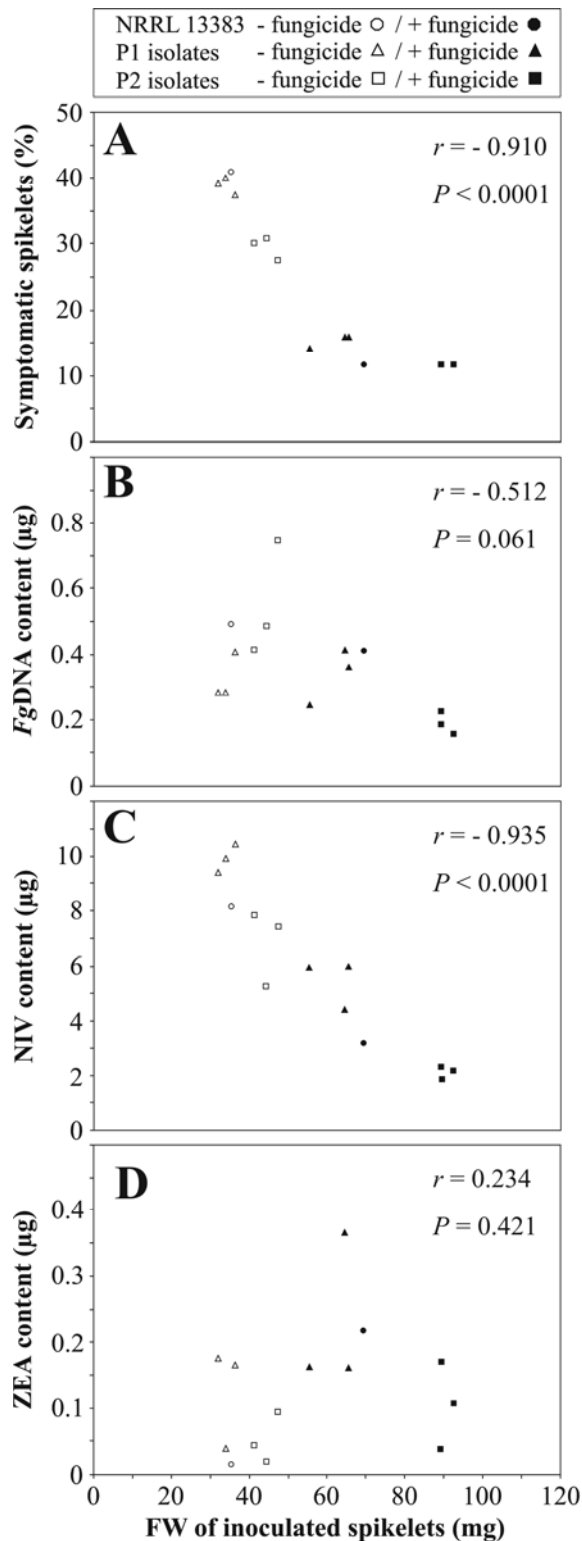 NRRL 13383 - fungicide ○ / + fungicide ●
P1 isolates - fungicide △ / + fungicide ▲
P2 isolates - fungicide □ / + fungicide ■
A
r = - 0.910
P < 0.0001
Symptomatic spikelets (%)
50
40
30
20
10
0
B
r = - 0.512
P = 0.061
FgDNA content (µg)
0.8
0.6
0.4
0.2
0
C
r = - 0.935
P < 0.0001
NIV content (µg)
10
8
6
4
2
0
D
r = 0.234
P = 0.421
ZEA content (µg)
0.4
0.3
0.2
0.1
0
0 20 40 60 80 100 120
FW of inoculated spikelets (mg)